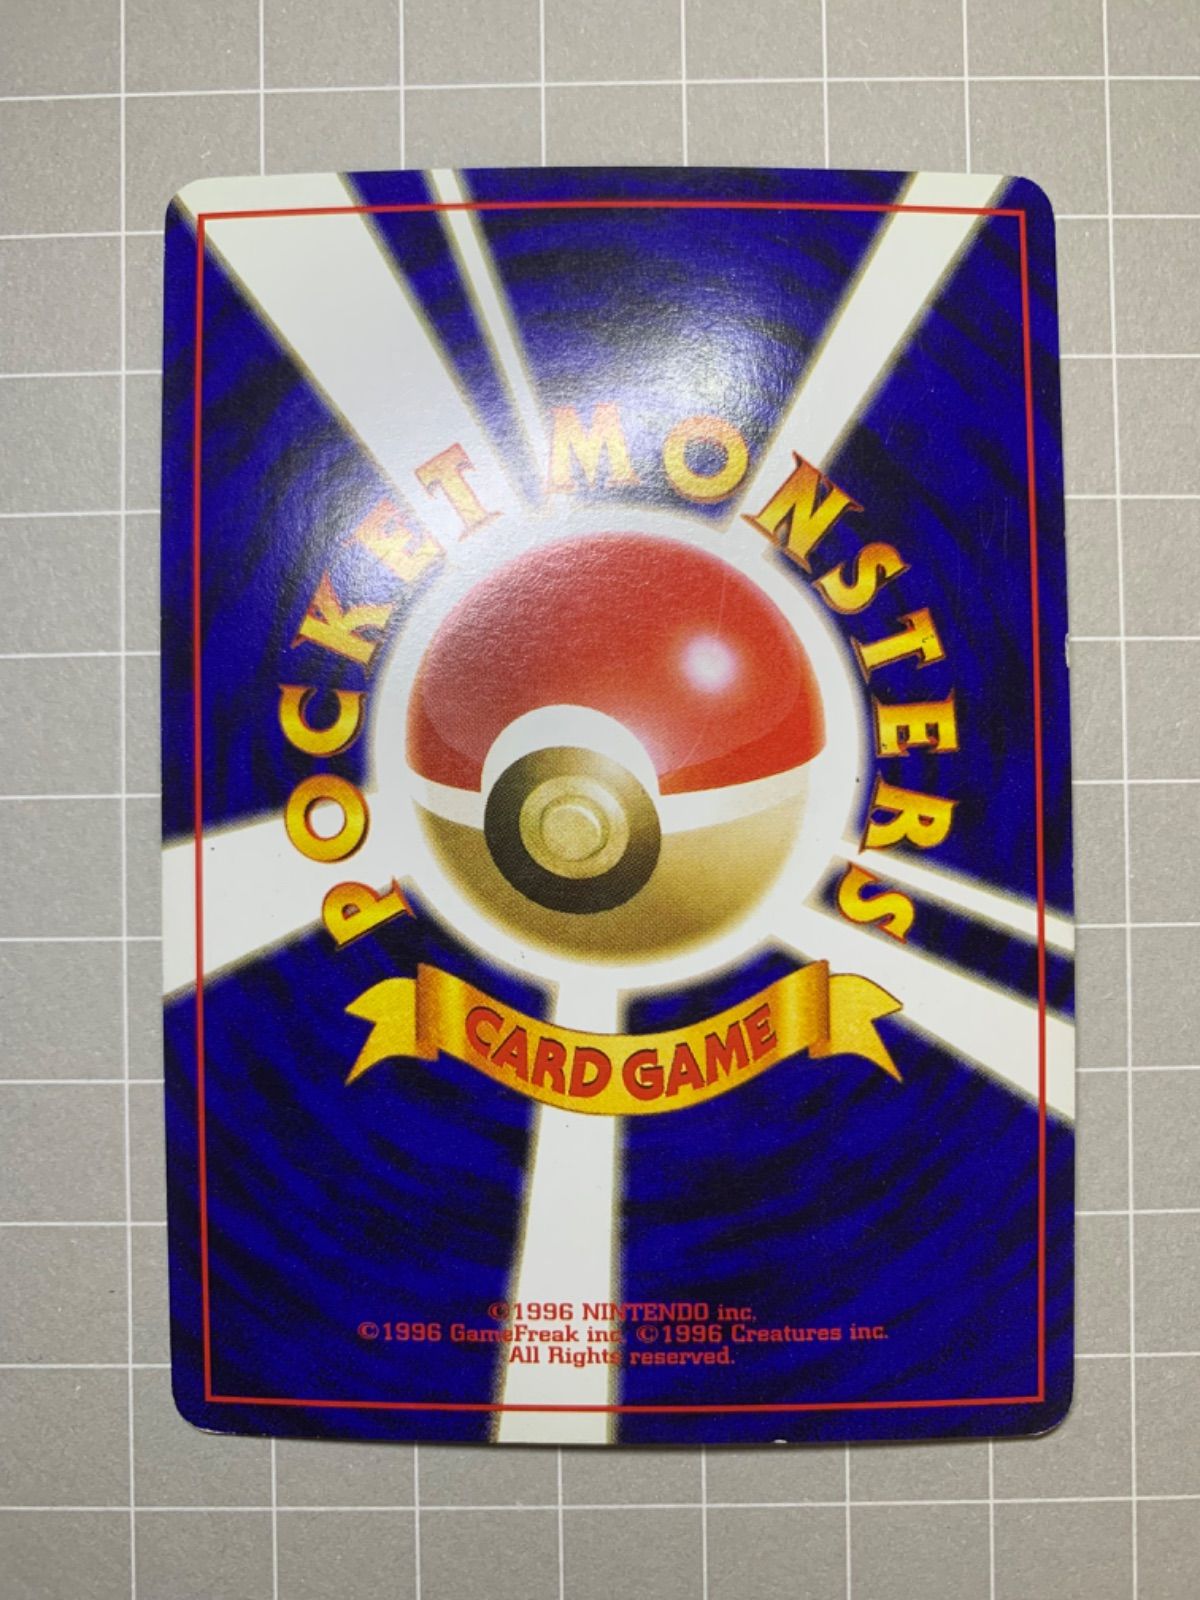 POCKET MONSTERS
CARD GAME
©1996 NINTENDO inc.
©1996 GameFreak inc. ©1996 Creatures inc.
All Rights reserved.